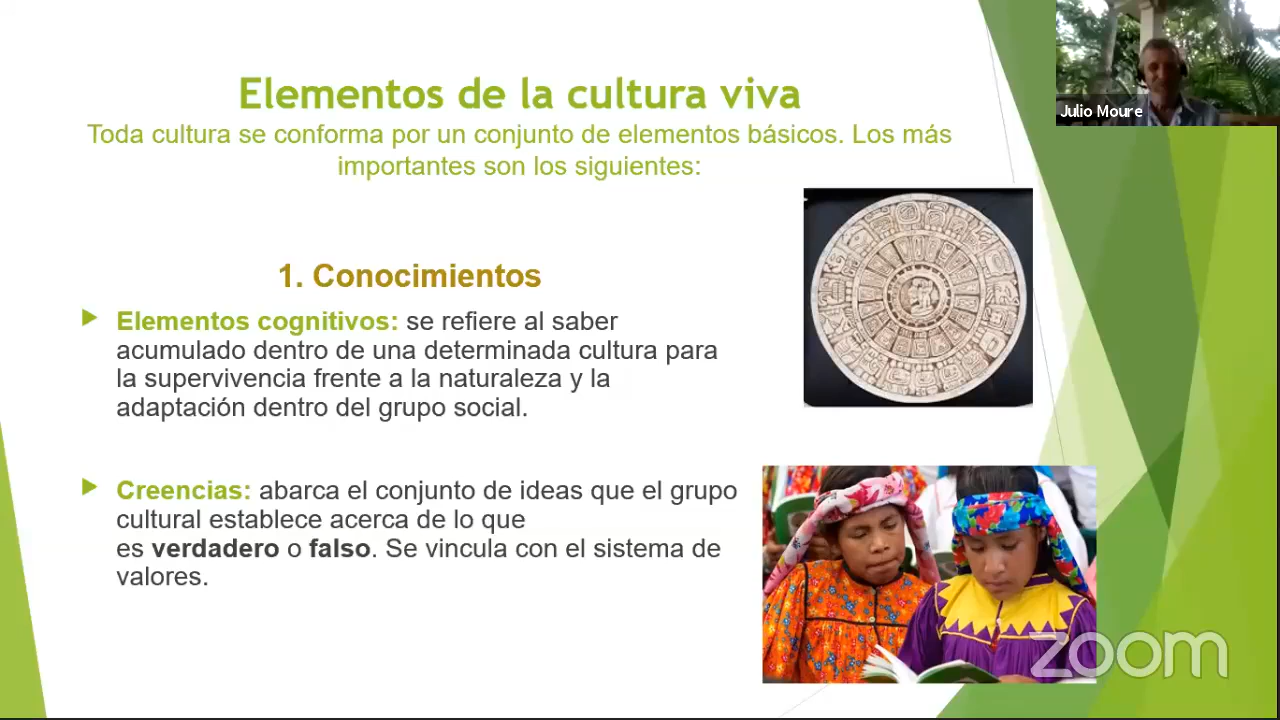 Elementos de la cultura viva
Toda cultura se conforma por un conjunto de elementos básicos. Los más
importantes son los siguientes:
Julio Moure
1. Conocimientos
Elementos cognitivos: se refiere al saber
acumulado dentro de una determinada cultura para
la supervivencia frente a la naturaleza y la
adaptación dentro del grupo social.
Creencias: abarca el conjunto de ideas que el grupo
cultural establece acerca de lo que
es verdadero o falso. Se vincula con el sistema de
valores.
zoom